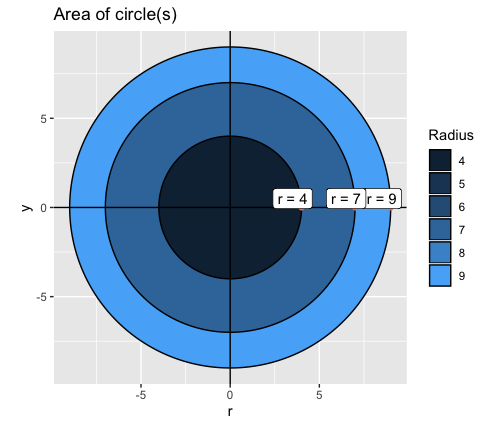 Area of circle(s)
5
0
-5
y
r = 4
r = 7
r = 9
-5
0
5
r
Radius
4
5
6
7
8
9